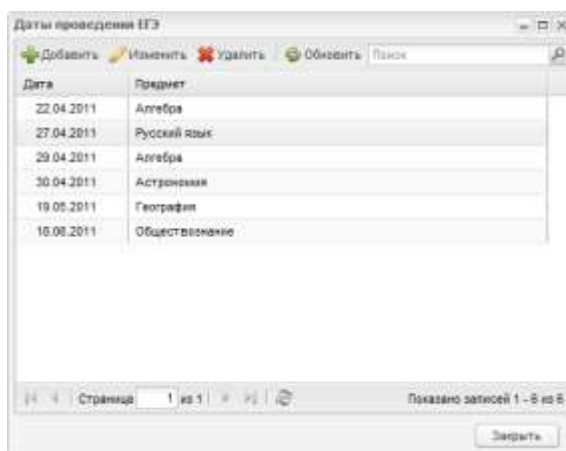 Даты проведения ЕГЭ
Добавить Изменить Удалить Обновить Поиск
Дата Предмет
22.04.2011 Алгебра
27.04.2011 Русский язык
29.04.2011 Алгебра
30.04.2011 Астрономия
19.05.2011 География
16.06.2011 Обществознание
Страница 1 из 1 Показано записей 1 - 6 из 6
Закрыть